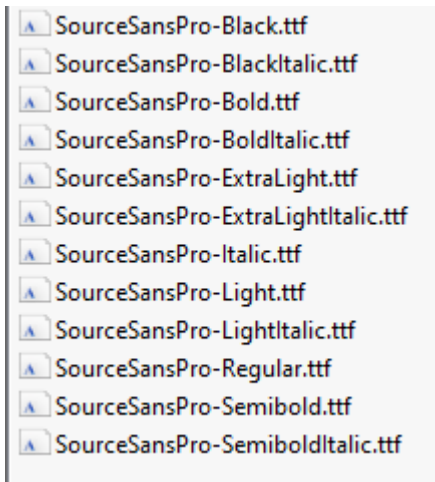 SourceSansPro-Black.ttf
SourceSansPro-BlackItalic.ttf
SourceSansPro-Bold.ttf
SourceSansPro-BoldItalic.ttf
SourceSansPro-ExtraLight.ttf
SourceSansPro-ExtraLightItalic.ttf
SourceSansPro-Italic.ttf
SourceSansPro-Light.ttf
SourceSansPro-LightItalic.ttf
SourceSansPro-Regular.ttf
SourceSansPro-Semibold.ttf
SourceSansPro-SemiboldItalic.ttf